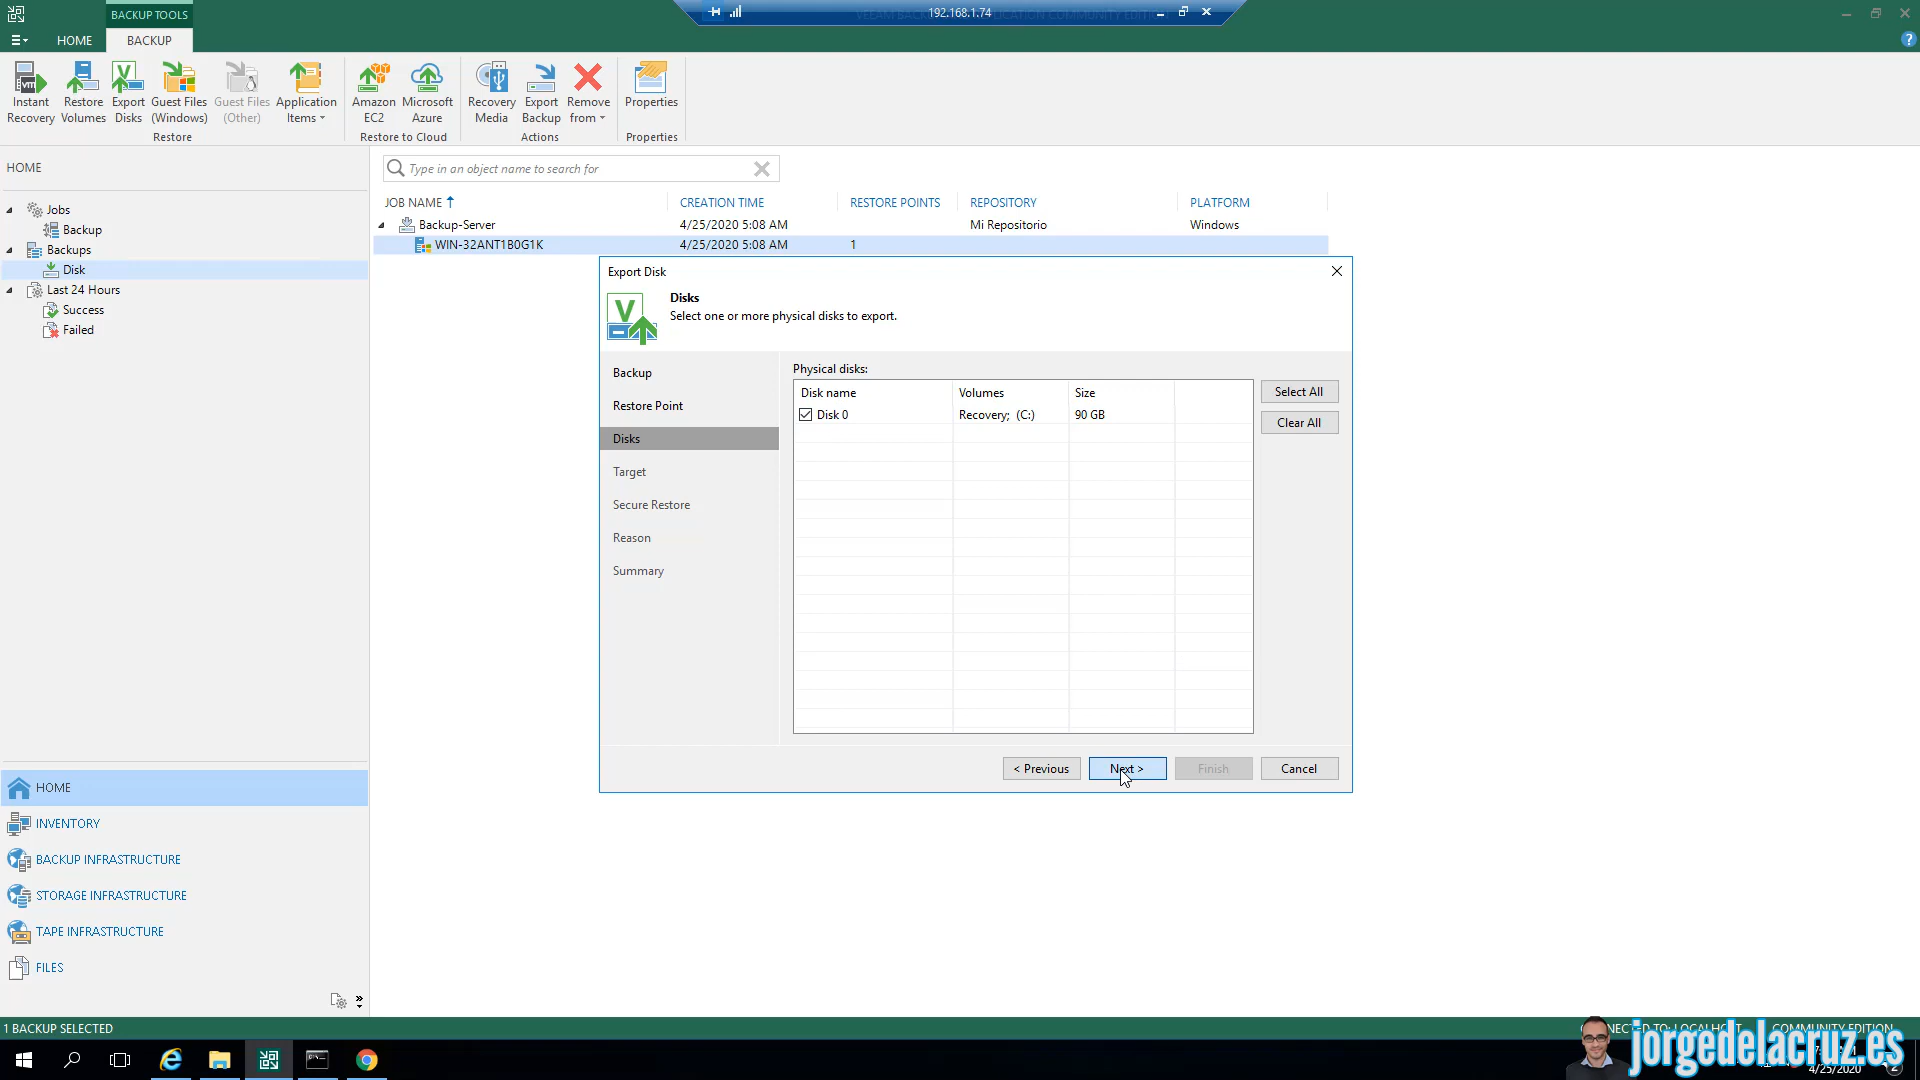 BACKUP TOOLS
192.168.1.74
HOME
BACKUP
Instant Recovery
Restore Volumes
Export Disks
Guest Files (Windows)
Guest Files (Other)
Application Items
Amazon EC2
Microsoft Azure
Recovery Media
Export Backup
Remove from
Properties
Restore
Restore to Cloud
Actions
Properties
HOME
Type in an object name to search for
Jobs
Backup
Backups
Disk
Last 24 Hours
Success
Failed
JOB NAME CREATION TIME RESTORE POINTS REPOSITORY PLATFORM
Backup-Server 4/25/2020 5:08 AM Mi Repositorio Windows
WIN-32ANT1B0G1K 4/25/2020 5:08 AM 1
Export Disk
V
Disks
Select one or more physical disks to export.
Backup
Restore Point
Disks
Target
Secure Restore
Reason
Summary
Physical disks:
Disk name Volumes Size
Disk 0 Recovery; (C:) 90 GB
Select All
Clear All
< Previous
Next >
Finish
Cancel
HOME
INVENTORY
BACKUP INFRASTRUCTURE
STORAGE INFRASTRUCTURE
TAPE INFRASTRUCTURE
FILES
1 BACKUP SELECTED
COMMUNITY EDITION
jorgedelacruz.es
4/25/2020